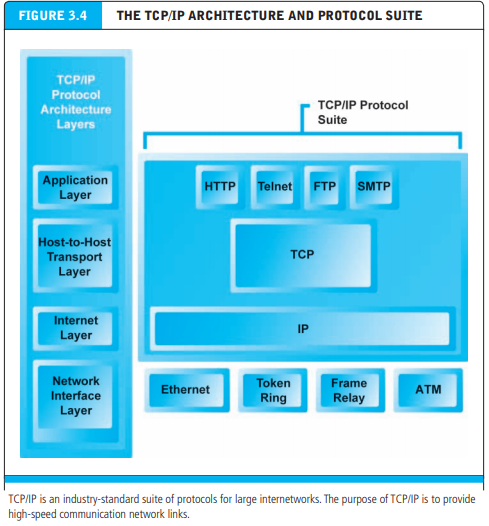 FIGURE 3.4 THE TCP/IP ARCHITECTURE AND PROTOCOL SUITE
TCP/IP
Protocol
Architecture
Layers
TCP/IP Protocol
Suite
Application
Layer
HTTP Telnet FTP SMTP
Host-to-Host
Transport
Layer
TCP
Internet
Layer
IP
Network
Interface
Layer
Ethernet
Token
Ring
Frame
Relay
ATM
TCP/IP is an industry-standard suite of protocols for large internetworks. The purpose of TCP/IP is to provide
high-speed communication network links.